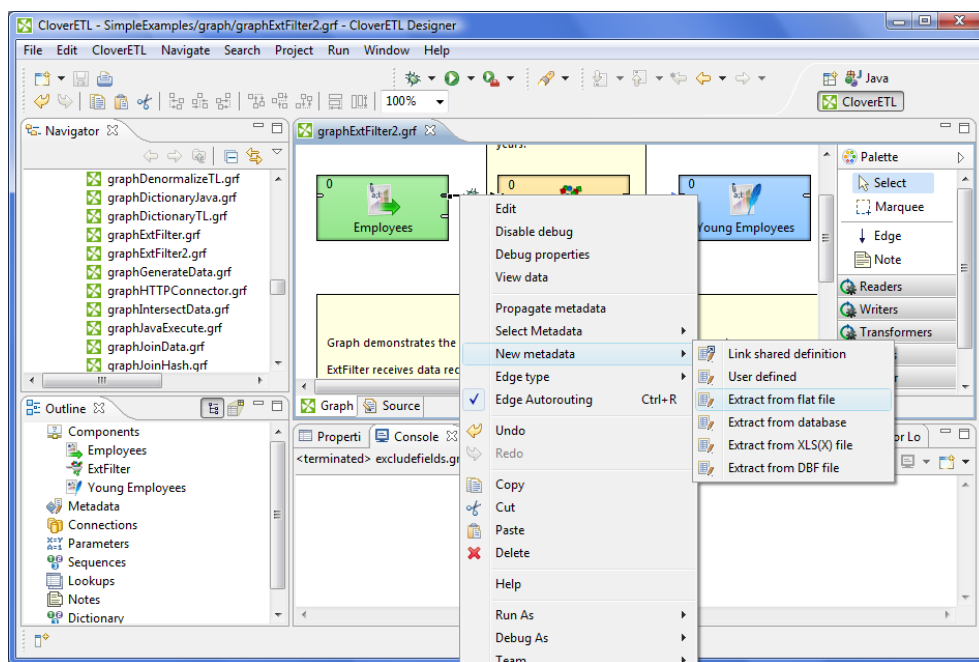 CloverETL - SimpleExamples/graph/graphExtFilter2.grf - CloverETL Designer
File Edit CloverETL Navigate Search Project Run Window Help
Java
100%
CloverETL
Navigator
graphDenormalizeTL.grf
graphDictionaryJava.grf
graphDictionaryTL.grf
graphExtFilter.grf
graphExtFilter2.grf
graphGenerateData.grf
graphHTTPConnector.grf
graphIntersectData.grf
graphJavaExecute.grf
graphJoinData.grf
graphJoinHash.grf
graphExtFilter2.grf
years.
0
Employees
0
0
Young Employees
Graph demonstrates the
ExtFilter receives data rec
Graph Source
Palette
Select
Marquee
Edge
Note
Readers
Writers
Transformers
Edit
Disable debug
Debug properties
View data
Propagate metadata
Select Metadata
New metadata
Edge type
Edge Autorouting Ctrl+R
Undo
Redo
Copy
Cut
Paste
Delete
Help
Run As
Debug As
Team
Link shared definition
User defined
Extract from flat file
Extract from database
Extract from XLS(X) file
Extract from DBF file
Outline
Components
Employees
ExtFilter
Young Employees
Metadata
Connections
Parameters
Sequences
Lookups
Notes
Dictionary
Properti Console
or Lo
<terminated> excludefields.gr